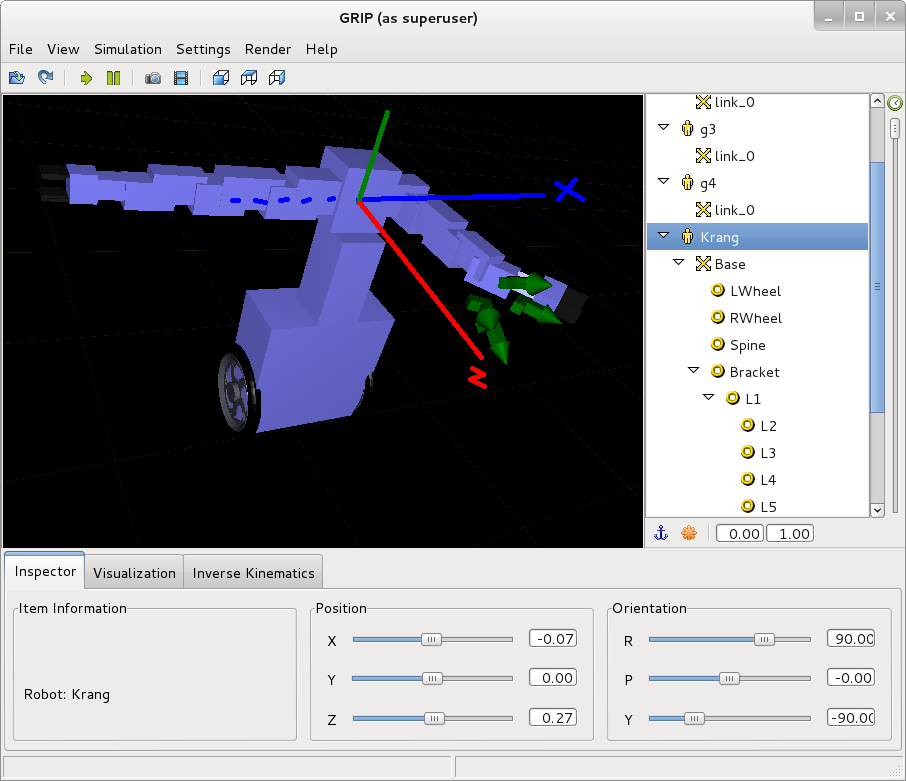 GRIP (as superuser)
File View Simulation Settings Render Help
link_0
g3
link_0
g4
link_0
Krang
Base
LWheel
RWheel
Spine
Bracket
L1
L2
L3
L4
L5
X
Z
0.00 1.00
Inspector Visualization Inverse Kinematics
Item Information
Robot: Krang
Position
X -0.07
Y 0.00
Z 0.27
Orientation
R 90.00
P -0.00
Y -90.00